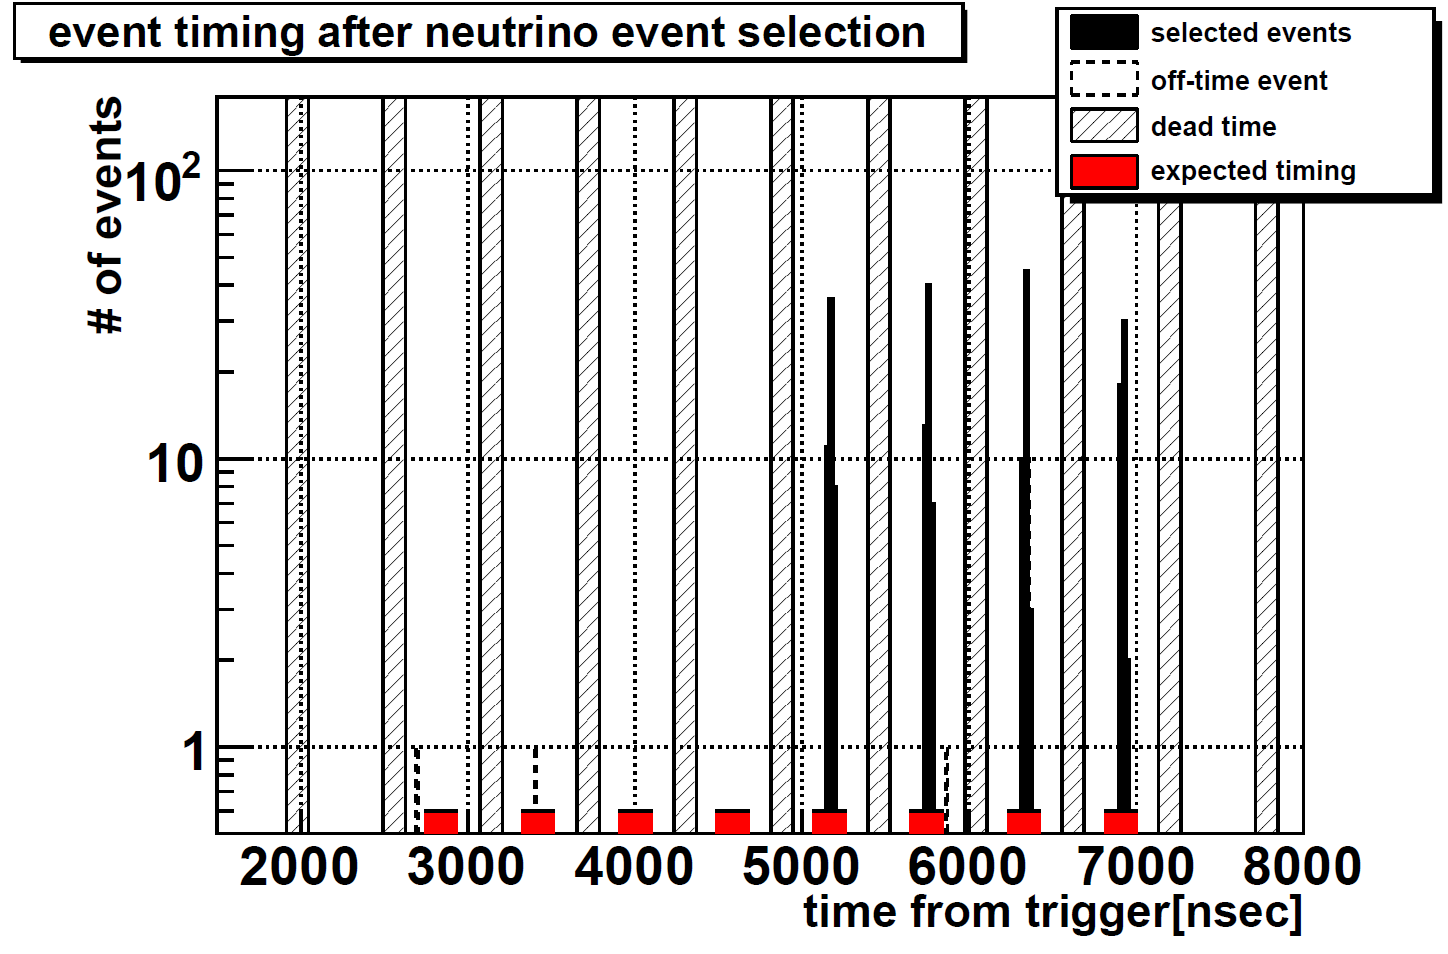 event timing after neutrino event selection
selected events
off-time event
dead time
expected timing
# of events
10²
10
1
2000 3000 4000 5000 6000 7000 8000
time from trigger[nsec]